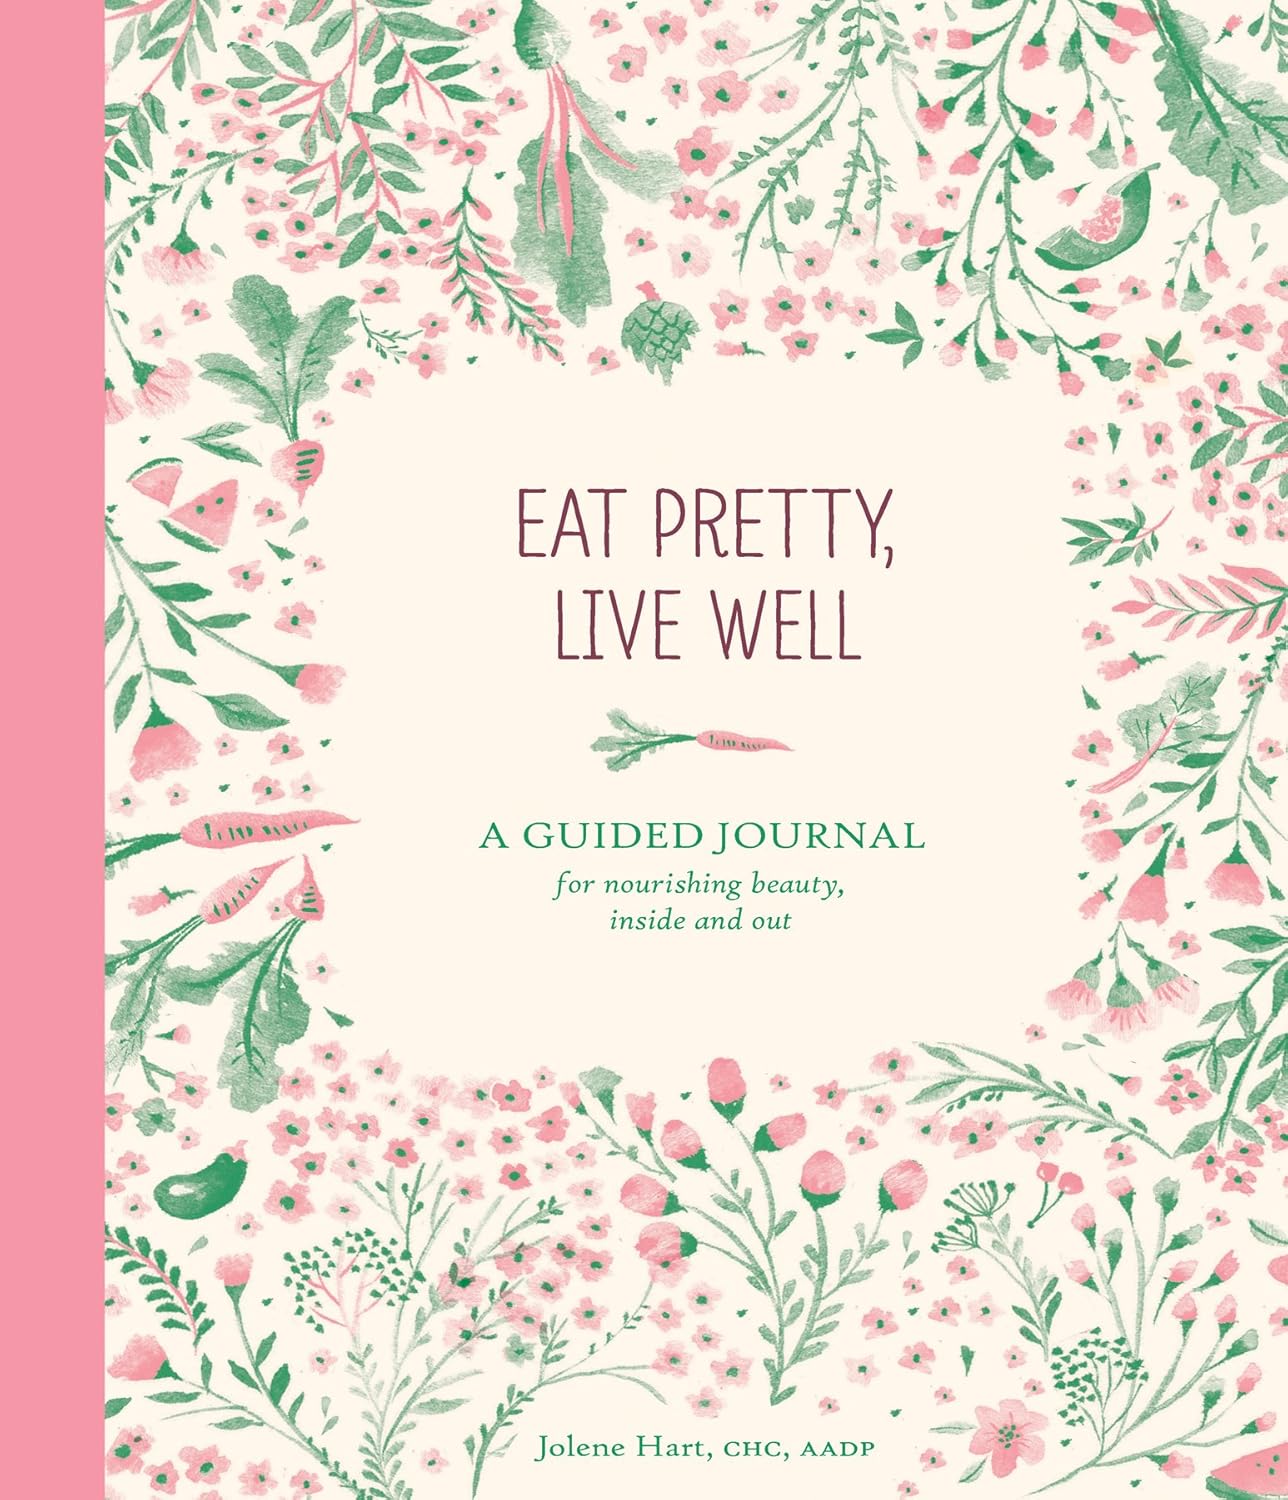 EAT PRETTY,
LIVE WELL
A GUIDED JOURNAL
for nourishing beauty,
inside and out
Jolene Hart, CHC, AADP